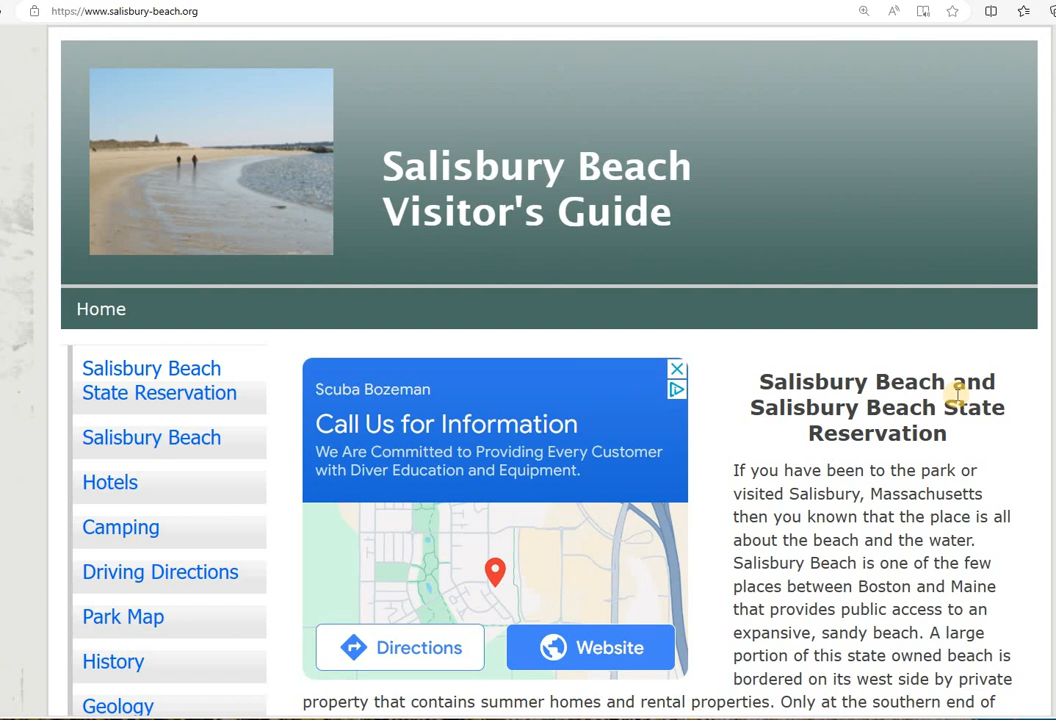 https://www.salisbury-beach.org
Salisbury Beach
Visitor's Guide
Home
Salisbury Beach
State Reservation
Salisbury Beach
Hotels
Camping
Driving Directions
Park Map
History
Geology
Scuba Bozeman
Call Us for Information
We Are Committed to Providing Every Customer
with Diver Education and Equipment.
Directions
Website
Salisbury Beach and
Salisbury Beach State
Reservation
If you have been to the park or
visited Salisbury, Massachusetts
then you known that the place is all
about the beach and the water.
Salisbury Beach is one of the few
places between Boston and Maine
that provides public access to an
expansive, sandy beach. A large
portion of this state owned beach is
bordered on its west side by private
property that contains summer homes and rental properties. Only at the southern end of